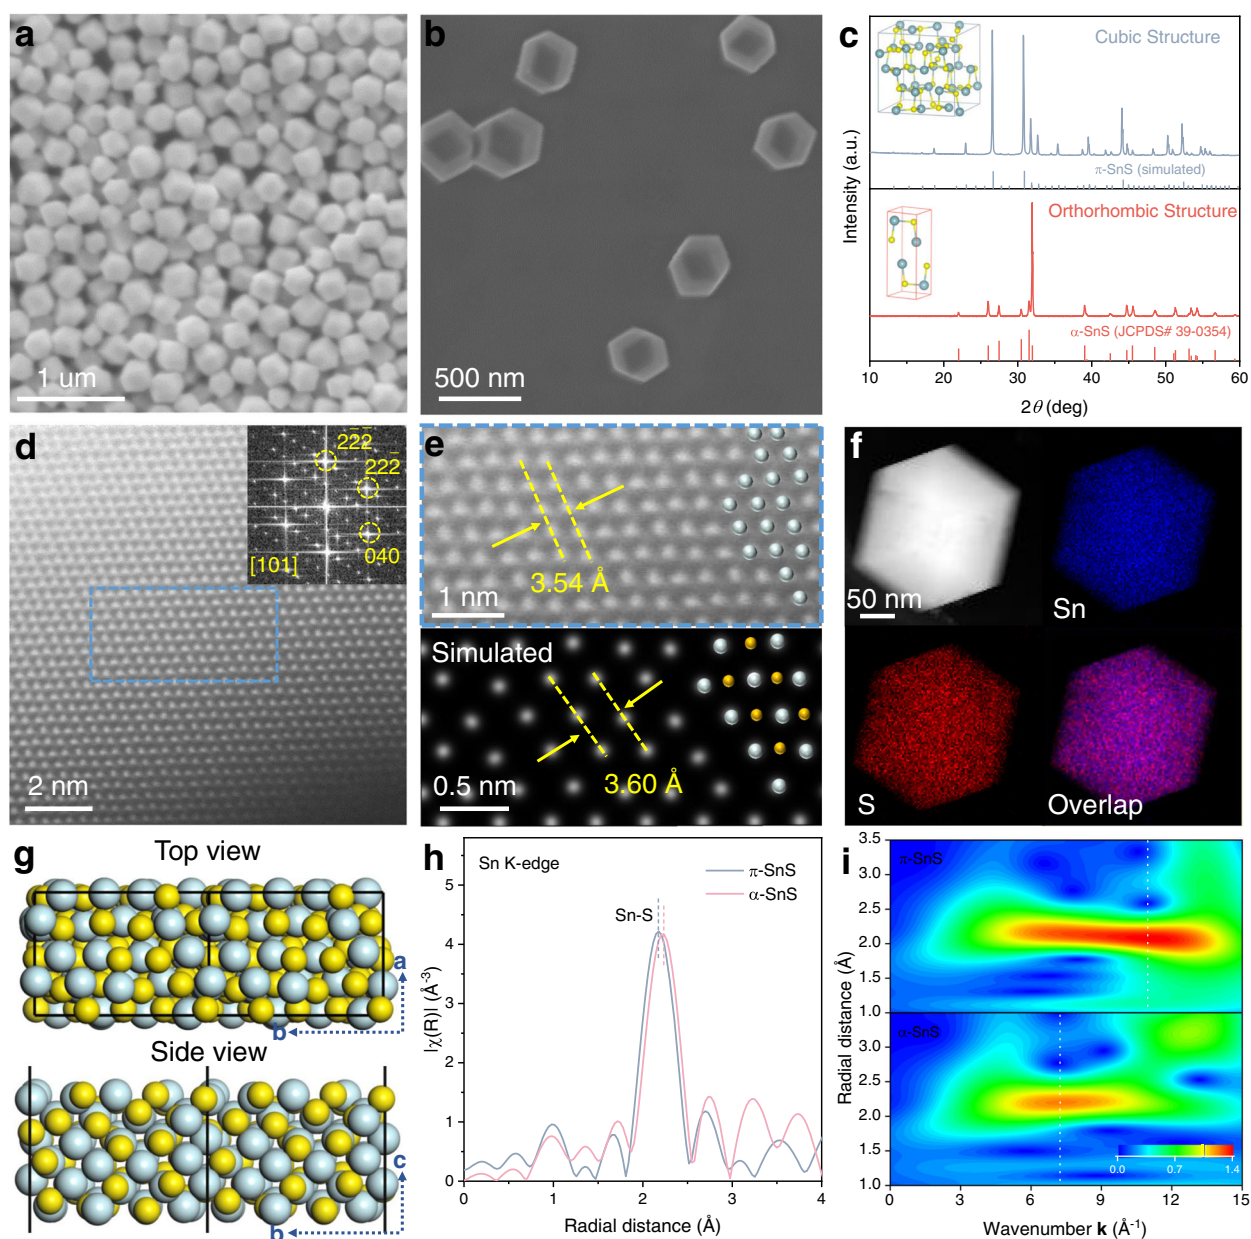 a
1 um
b
500 nm
c
Cubic Structure
π-SnS (simulated)
Orthorhombic Structure
α-SnS (JCPDS# 39-0354)
Intensity (a.u.)
10 20 30 40 50 60
2θ (deg)
d
22̄2̄
222̄
040
[101]
2 nm
e
3.54 Å
1 nm
Simulated
3.60 Å
0.5 nm
f
50 nm
Sn
S
Overlap
g
Top view
a
b
Side view
c
b
h
Sn K-edge
π-SnS
α-SnS
Sn-S
5
4
3
2
1
0
|χ(R)| (Å-3)
0 1 2 3 4
Radial distance (Å)
i
π-SnS
3.5
3.0
2.5
2.0
1.5
1.0
α-SnS
3.0
2.5
2.0
1.5
1.0
Radial distance (Å)
0.0 0.7 1.4
0 3 6 9 12 15
Wavenumber k (Å-1)